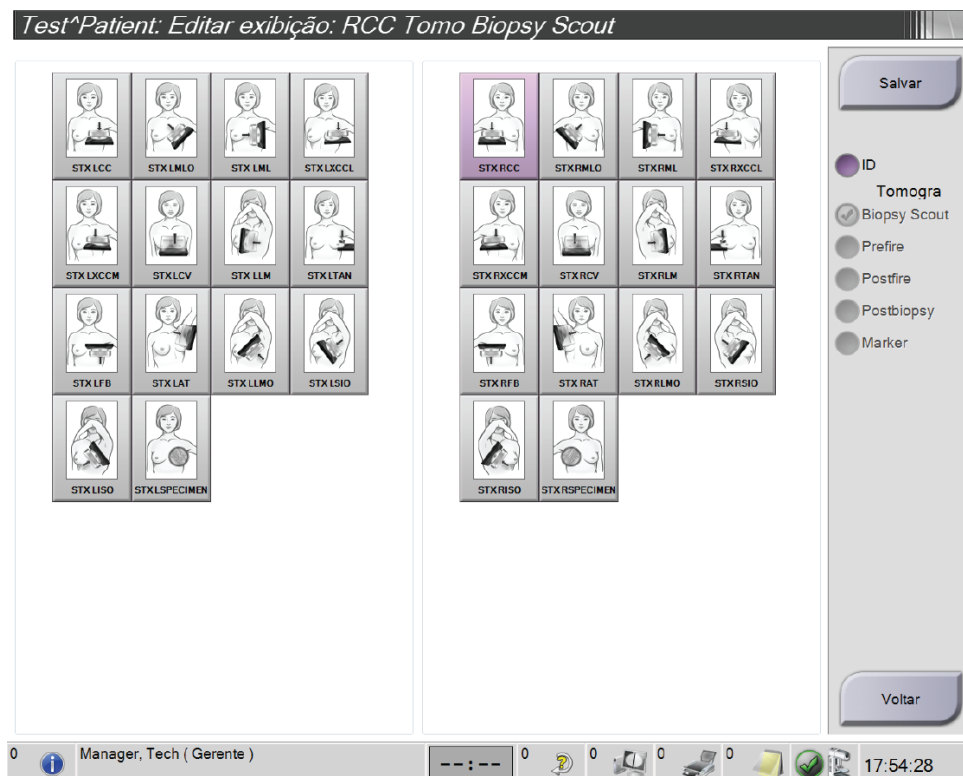 Test^Patient: Editar exibição: RCC Tomo Biopsy Scout
STX LCC STX LMLO STX LML STX LXCCL
STX LXCCM STX LCV STX LLM STX LTAN
STX LFB STX LAT STX LLMO STX LSIO
STX LISO STX LSPECIMEN
STX RCC STX RMLO STX RML STX RXCCL
STX RXCCM STX RCV STX RLM STX RTAN
STX RFB STX RAT STX RLMO STX RSIO
STX RISO STX RSPECIMEN
Salvar
ID
Tomogra
Biopsy Scout
Prefire
Postfire
Postbiopsy
Marker
Voltar
0 Manager, Tech ( Gerente ) --:-- 0 0 0 0 17:54:28